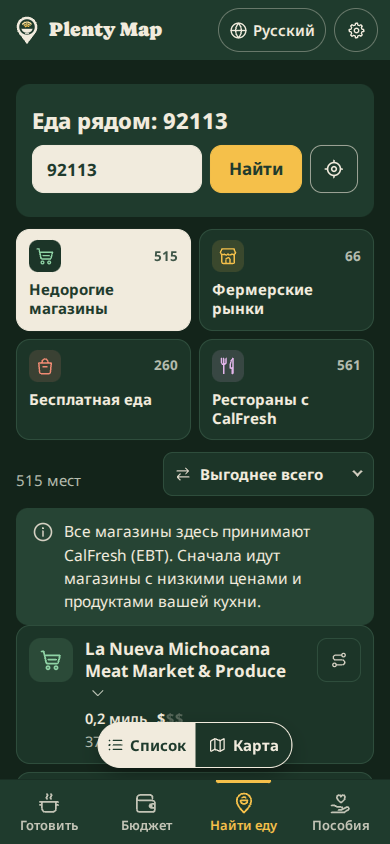 Plenty Map
Русский
Еда рядом: 92113
92113
Найти
515
Недорогие
магазины
66
Фермерские
рынки
260
Бесплатная еда
561
Рестораны с
CalFresh
515 мест
Выгоднее всего
Все магазины здесь принимают
CalFresh (EBT). Сначала идут
магазины с низкими ценами и
продуктами вашей кухни.
La Nueva Michoacana
Meat Market & Produce
0,2 миль $$$
Список
Карта
Готовить
Бюджет
Найти еду
Пособия